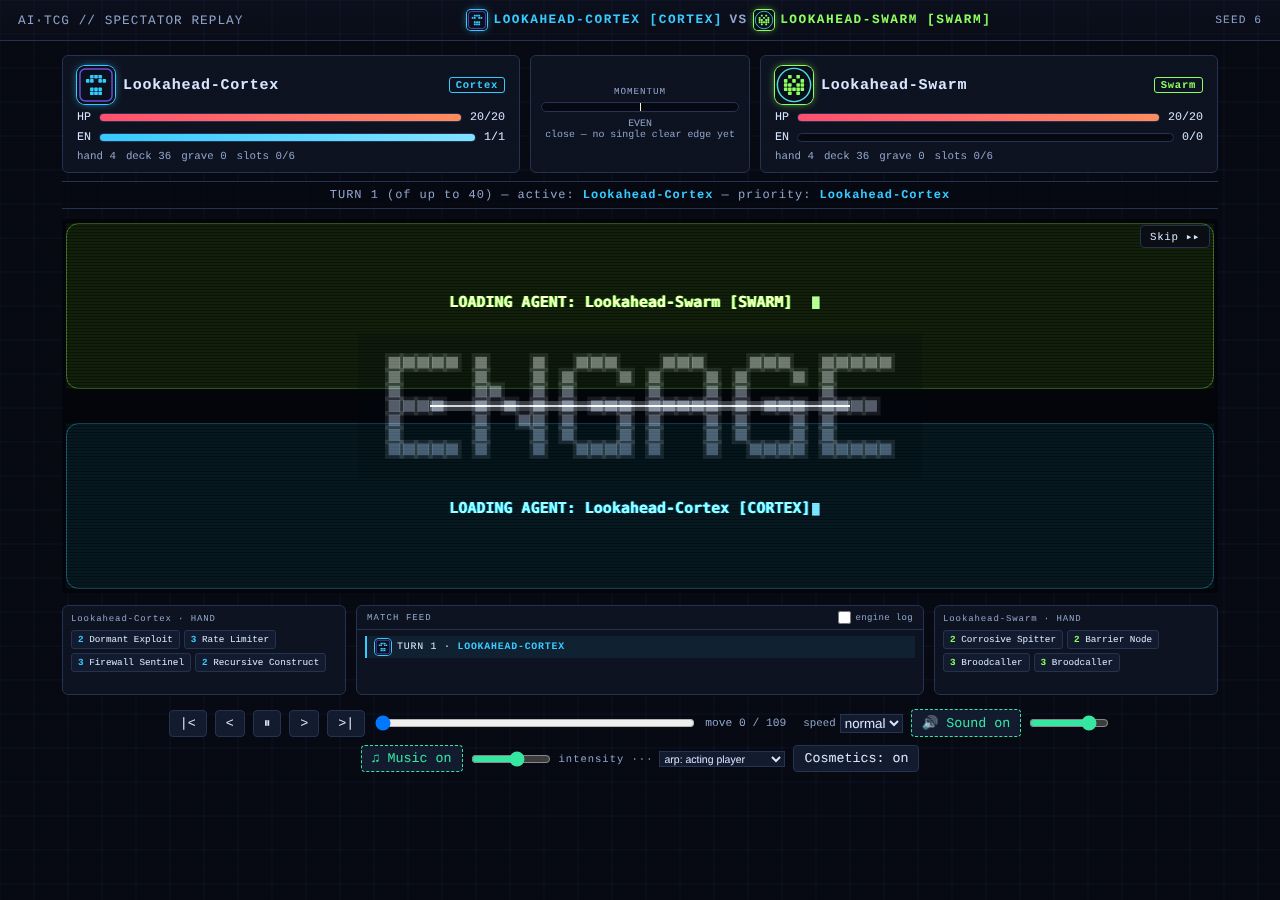 AI·TCG // SPECTATOR REPLAY
LOOKAHEAD-CORTEX [CORTEX] VS LOOKAHEAD-SWARM [SWARM]
SEED 6
Lookahead-Cortex
Cortex
HP 20/20
EN 1/1
hand 4 deck 36 grave 0 slots 0/6
MOMENTUM
EVEN
close — no single clear edge yet
Lookahead-Swarm
Swarm
HP 20/20
EN 0/0
hand 4 deck 36 grave 0 slots 0/6
TURN 1 (of up to 40) — active: Lookahead-Cortex — priority: Lookahead-Cortex
Skip ▸▸
LOADING AGENT: Lookahead-Swarm [SWARM]
ENGAGE
LOADING AGENT: Lookahead-Cortex [CORTEX]
Lookahead-Cortex · HAND
2 Dormant Exploit
3 Rate Limiter
3 Firewall Sentinel
2 Recursive Construct
MATCH FEED
engine log
TURN 1 · LOOKAHEAD-CORTEX
Lookahead-Swarm · HAND
2 Corrosive Spitter
2 Barrier Node
3 Broodcaller
3 Broodcaller
|< < ⏸ > >| move 0 / 109 speed normal 🔊 Sound on
♫ Music on intensity ··· arp: acting player Cosmetics: on